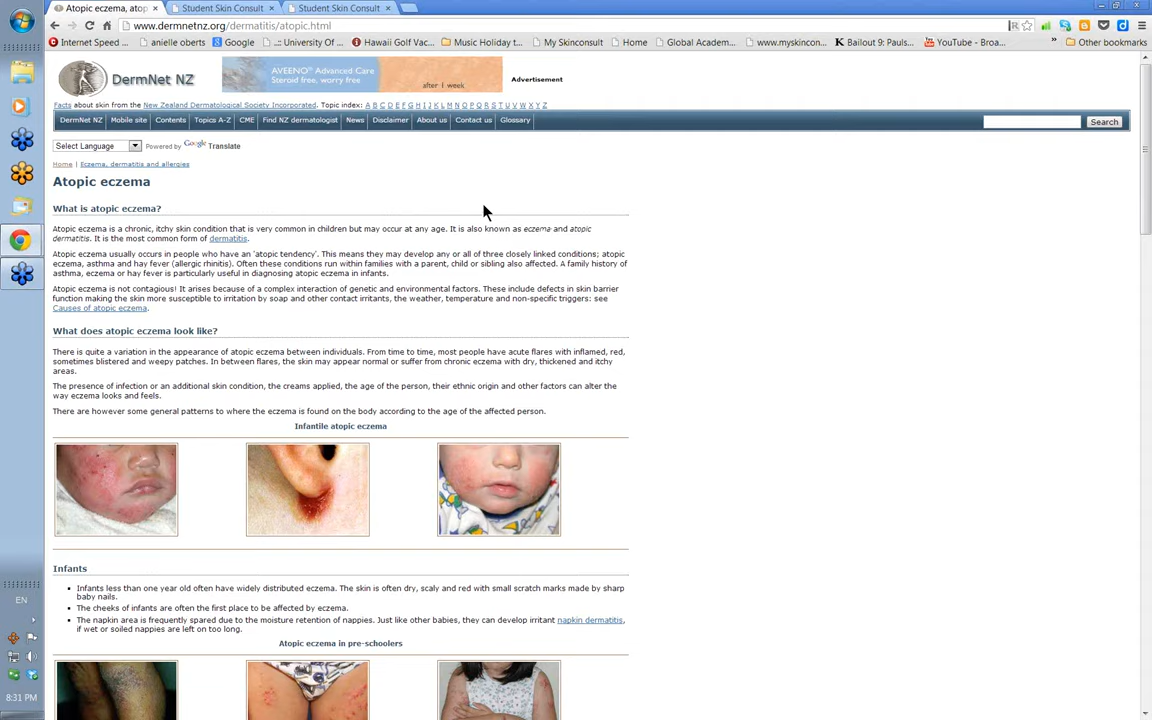 Atopic eczema, atop
Student Skin Consult
Student Skin Consult
www.dermnetnz.org/dermatitis/atopic.html
Internet Speed ...
anielle oberts
Google
..: University Of ...
Hawaii Golf Vac...
Music Holiday t...
My Skinconsult
Home
Global Academ...
www.myskincon...
Bailout 9: Pauls...
YouTube - Broa...
Other bookmarks
DermNet NZ
AVEENO® Advanced Care
Steroid free, worry free
after 1 week
Advertisement
Facts about skin from the New Zealand Dermatological Society Incorporated. Topic index: A B C D E F G H I J K L M N O P Q R S T U V W X Y Z
DermNet NZ
Mobile site
Contents
Topics A-Z
CME
Find NZ dermatologist
News
Disclaimer
About us
Contact us
Glossary
Search
Select Language
Powered by Google Translate
Home | Eczema, dermatitis and allergies
Atopic eczema
What is atopic eczema?
Atopic eczema is a chronic, itchy skin condition that is very common in children but may occur at any age. It is also known as eczema and atopic
dermatitis. It is the most common form of dermatitis.
Atopic eczema usually occurs in people who have an 'atopic tendency'. This means they may develop any or all of three closely linked conditions; atopic
eczema, asthma and hay fever (allergic rhinitis). Often these conditions run within families with a parent, child or sibling also affected. A family history of
asthma, eczema or hay fever is particularly useful in diagnosing atopic eczema in infants.
Atopic eczema is not contagious! It arises because of a complex interaction of genetic and environmental factors. These include defects in skin barrier
function making the skin more susceptible to irritation by soap and other contact irritants, the weather, temperature and non-specific triggers: see
Causes of atopic eczema.
What does atopic eczema look like?
There is quite a variation in the appearance of atopic eczema between individuals. From time to time, most people have acute flares with inflamed, red,
sometimes blistered and weepy patches. In between flares, the skin may appear normal or suffer from chronic eczema with dry, thickened and itchy
areas.
The presence of infection or an additional skin condition, the creams applied, the age of the person, their ethnic origin and other factors can alter the
way eczema looks and feels.
There are however some general patterns to where the eczema is found on the body according to the age of the affected person.
Infantile atopic eczema
Infants
Infants less than one year old often have widely distributed eczema. The skin is often dry, scaly and red with small scratch marks made by sharp
baby nails.
The cheeks of infants are often the first place to be affected by eczema.
The napkin area is frequently spared due to the moisture retention of nappies. Just like other babies, they can develop irritant napkin dermatitis,
if wet or soiled nappies are left on too long.
Atopic eczema in pre-schoolers
EN
8:31 PM